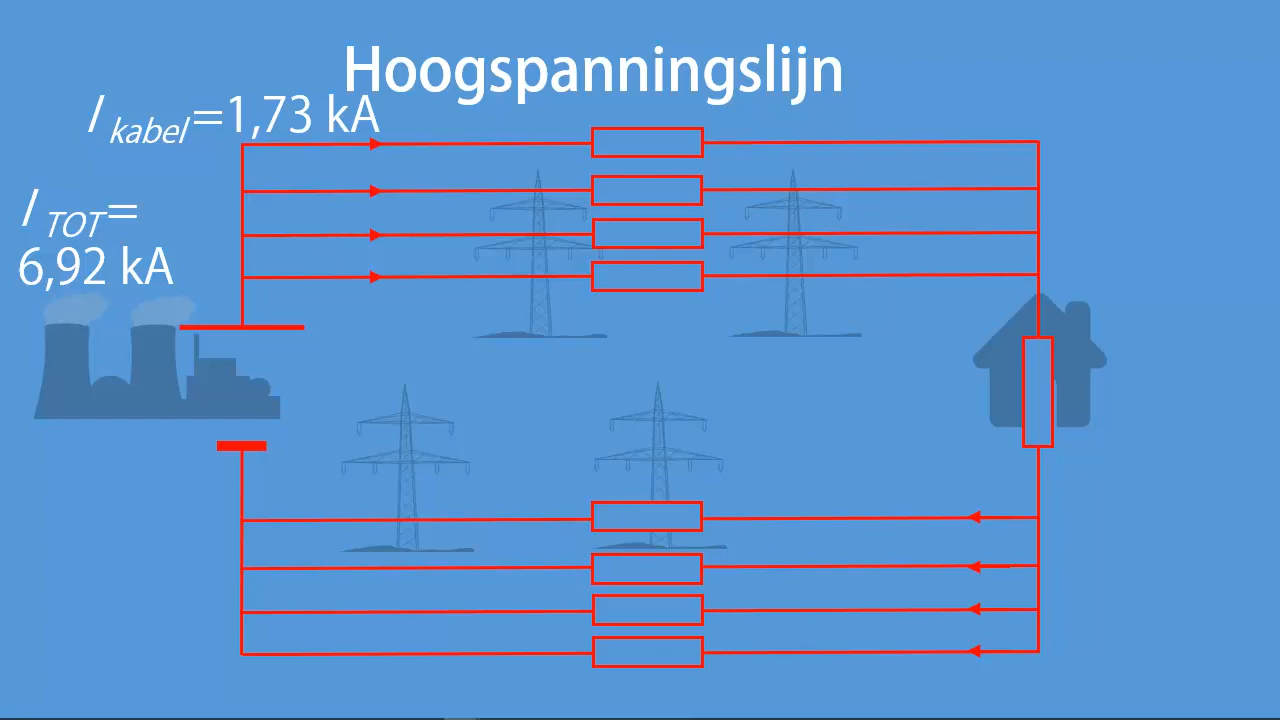 Hoogspanningslijn
I kabel =1,73 kA
I TOT =
6,92 kA